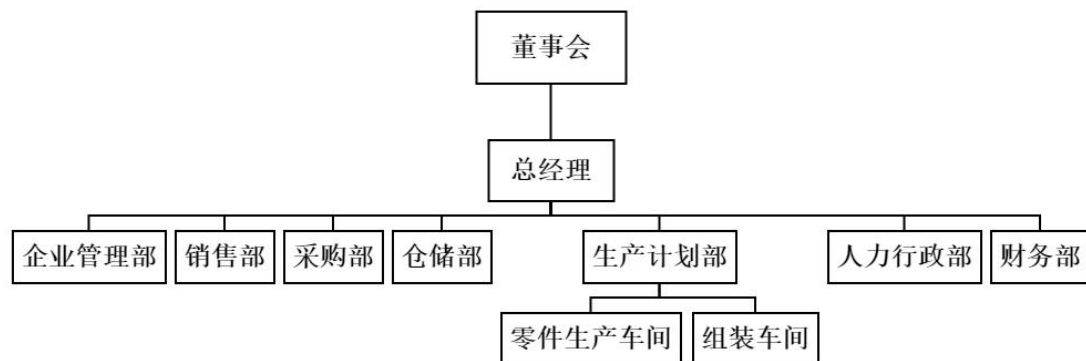 董事会
总经理
企业管理部
销售部
采购部
仓储部
生产计划部
人力行政部
财务部
零件生产车间
组装车间